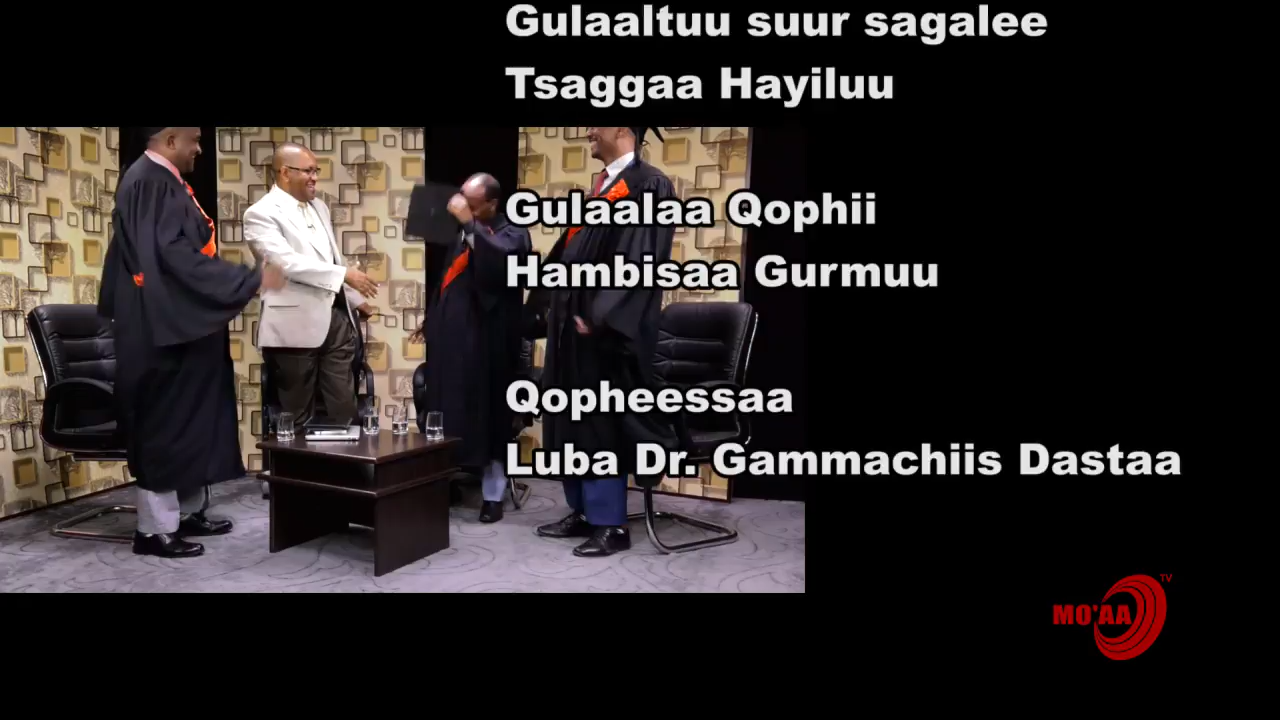 Gulaaltuu suur sagalee
Tsaggaa Hayiluu
Gulaalaa Qophii
Hambisaa Gurmuu
Qopheessaa
Luba Dr. Gammachiis Dastaa
MO'AA TV